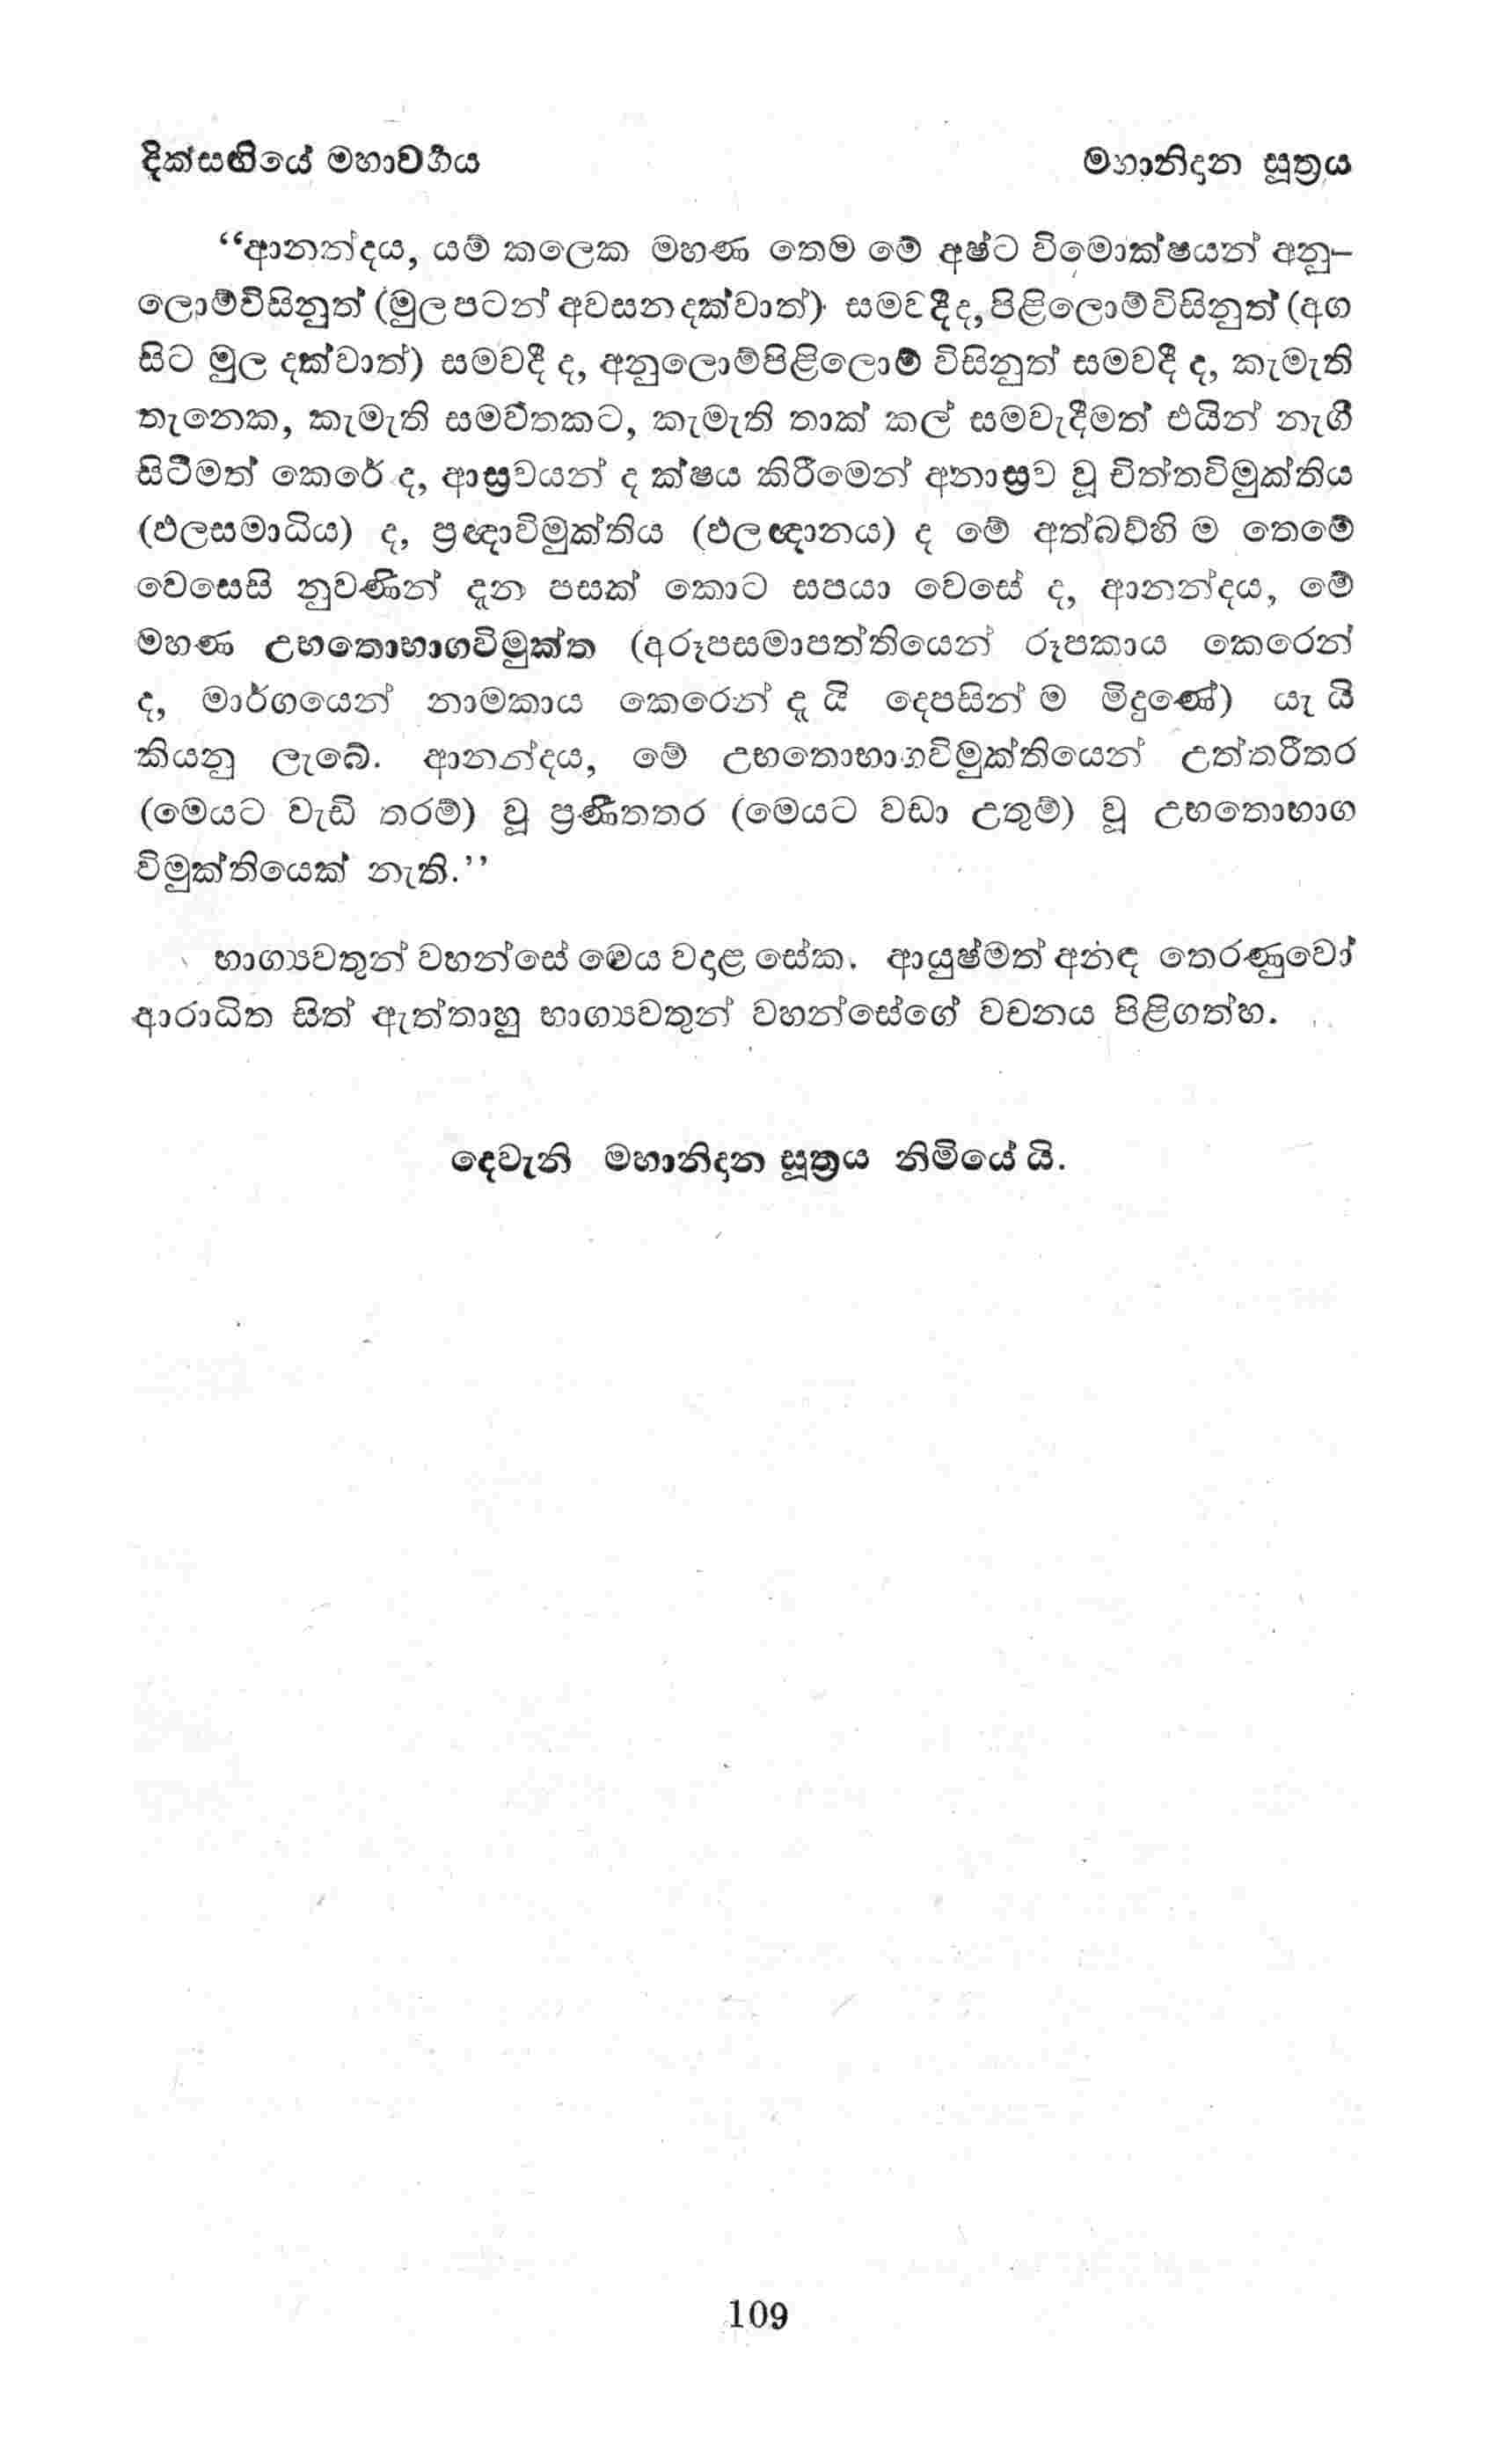 දික්සඟියේ මහාවර්‍ගය
මහානිදාන සූත්‍රය
“ආනන්දය, යම් කලෙක මහණ තෙම මේ අෂ්ට විමොක්ෂයන් අනු-
ලොම්විසිනුත් (මුල පටන් අවසන දක්වාත්) සමවදී ද, පිළිලොම් විසිනුත් (අග
සිට මුල දක්වාත්) සමවදී ද, අනුලොම්පිළිලොම් විසිනුත් සමවදී ද, කැමැති
තැනෙක, කැමැති සමවතකට, කැමැති තාක් කල් සමවැදීමත් එයින් නැගී
සිටීමත් කෙරේ ද, ආස්‍රවයන් ද ක්ෂය කිරීමෙන් අනාස්‍රව වූ චිත්තවිමුක්තිය
(ඵලසමාධිය) ද, ප්‍රඥාවිමුක්තිය (ඵලඥානය) ද මේ අත්බව්හි ම තෙමේ
වෙසෙසි නුවණින් දැන පසක් කොට සපයා වෙසේ ද, ආනන්දය, මේ
මහණ උභතොභාගවිමුක්ත (අරූපසමාපත්තියෙන් රූපකාය කෙරෙන්
ද, මාර්ගයෙන් නාමකාය කෙරෙන් දැ යි දෙපසින් ම මිදුණේ) යැ යි
කියනු ලැබේ. ආනන්දය, මේ උභතොභාගවිමුක්තියෙන් උත්තරීතර
(මෙයට වැඩි තරම්) වූ ප්‍රණීතතර (මෙයට වඩා උතුම්) වූ උභතොභාග
විමුක්තියෙක් නැති.”
භාග්‍යවතුන් වහන්සේ මෙය වදාළ සේක. ආයුෂ්මත් අනඳ තෙරණුවෝ
ආරාධිත සිත් ඇත්තාහු භාග්‍යවතුන් වහන්සේගේ වචනය පිළිගත්හ.
දෙවැනි මහානිදාන සූත්‍රය නිමියේ යි.
109